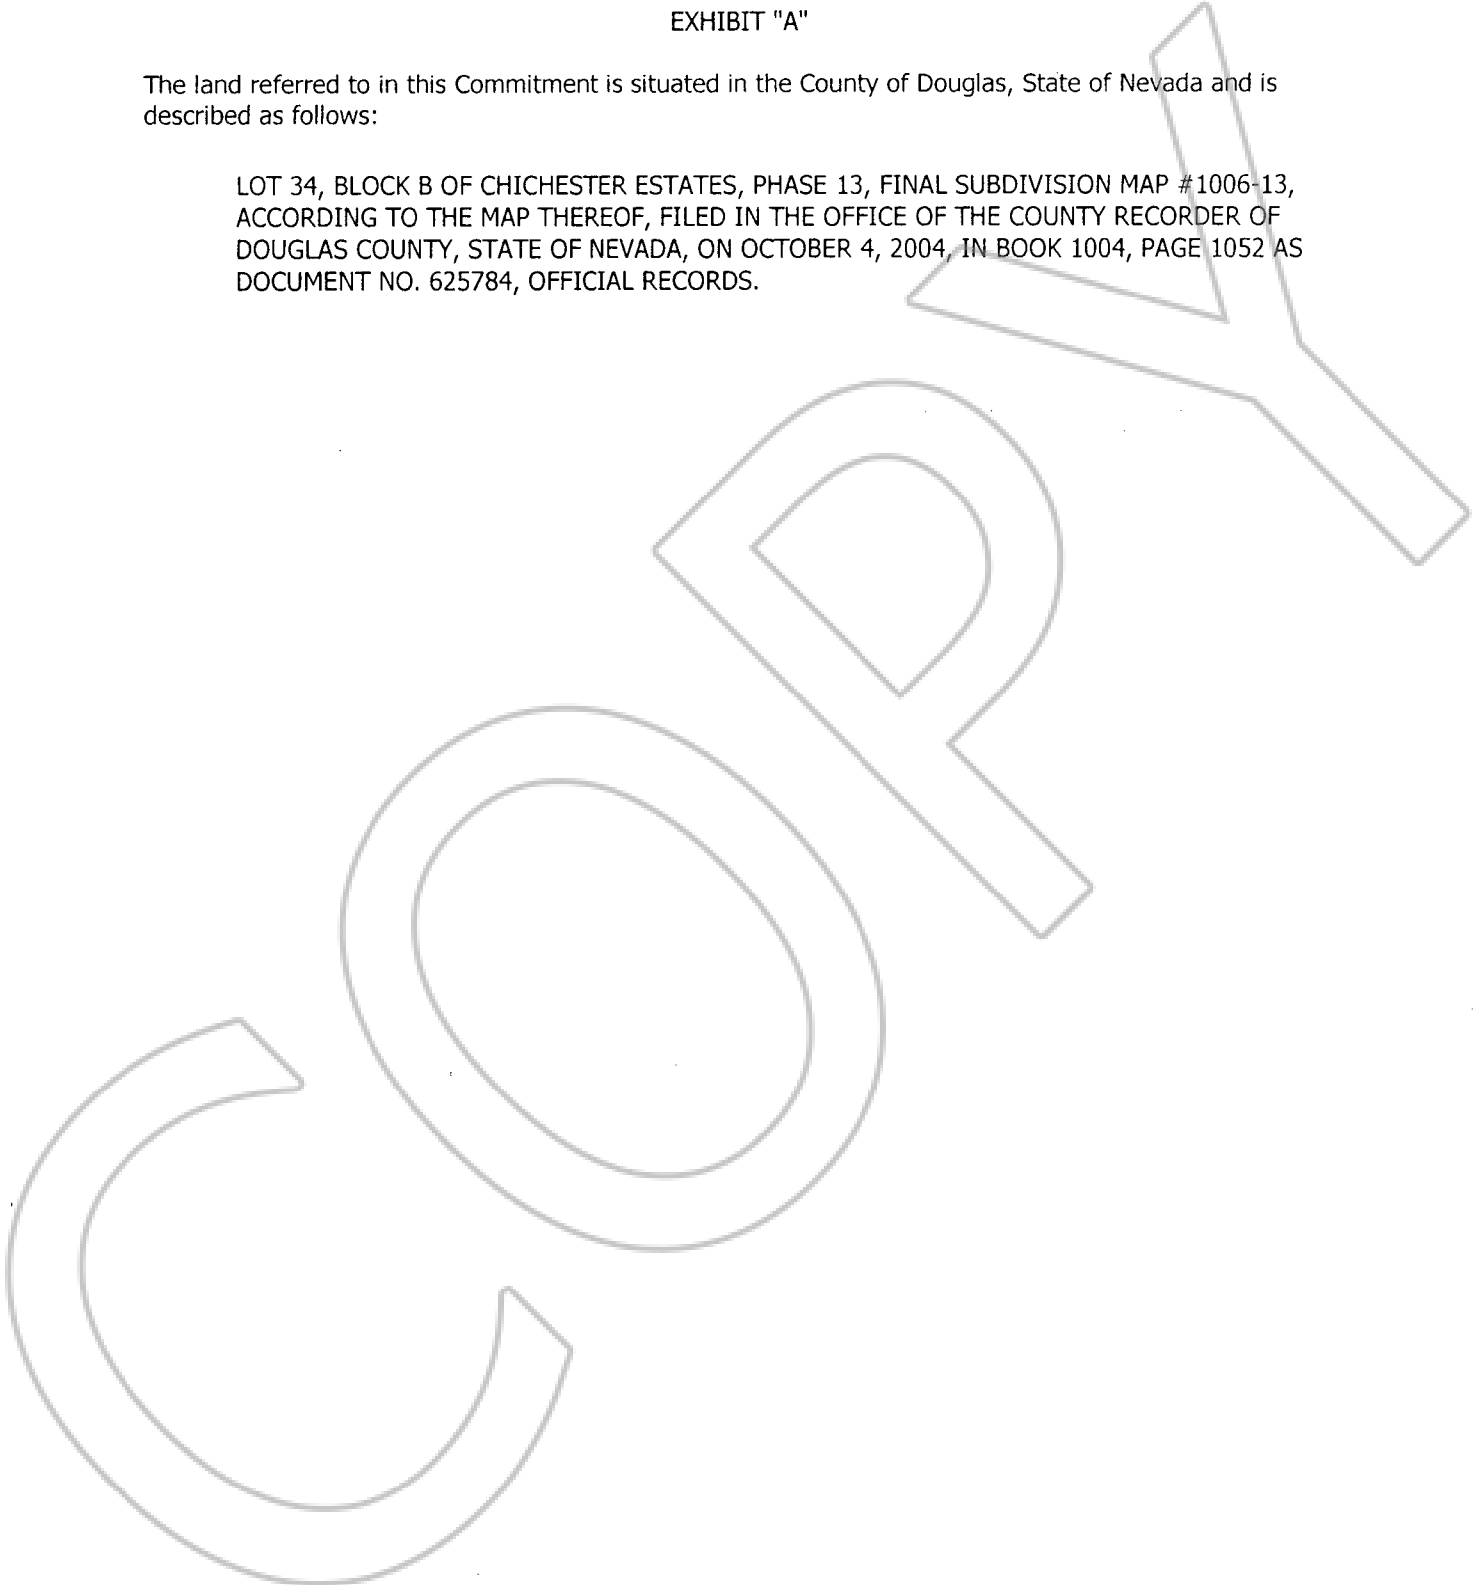 EXHIBIT "A"
The land referred to in this Commitment is situated in the County of Douglas, State of Nevada and is
described as follows:
LOT 34, BLOCK B OF CHICHESTER ESTATES, PHASE 13, FINAL SUBDIVISION MAP #1006-13,
ACCORDING TO THE MAP THEREOF, FILED IN THE OFFICE OF THE COUNTY RECORDER OF
DOUGLAS COUNTY, STATE OF NEVADA, ON OCTOBER 4, 2004, IN BOOK 1004, PAGE 1052 AS
DOCUMENT NO. 625784, OFFICIAL RECORDS.
COPY